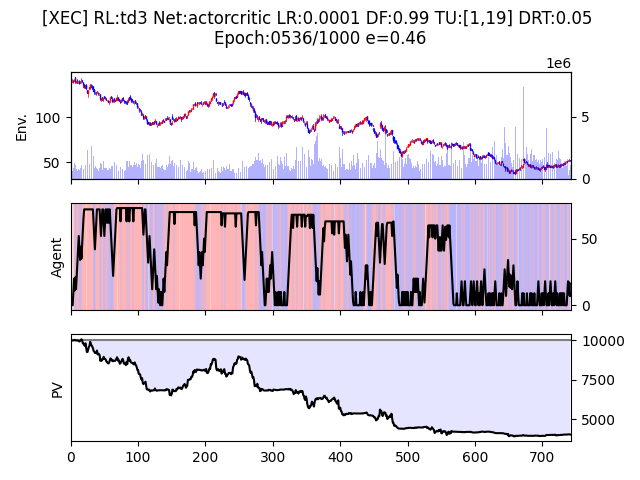 [XEC] RL:td3 Net:actorcritic LR:0.0001 DF:0.99 TU:[1,19] DRT:0.05
Epoch:0536/1000 e=0.46
1e6
Env.
100
50
5
0
Agent
50
0
PV
10000
7500
5000
0 100 200 300 400 500 600 700